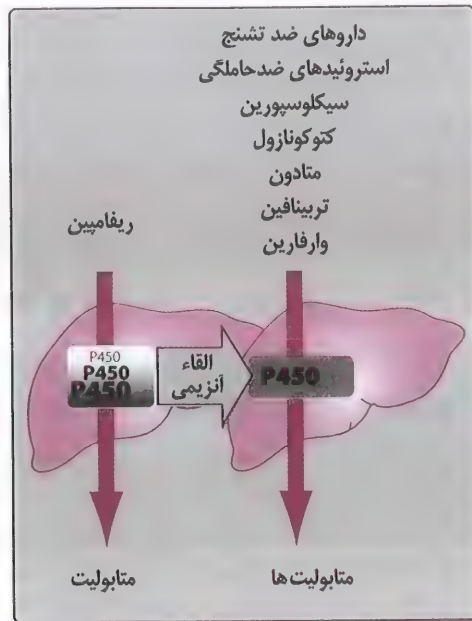 داروهای ضد تشنج
استروئیدهای ضدحاملگی
سیکلوسپورین
کتوکونازول
متادون
تربینافین
وارفارین
ریفامپین
P450
P450
P450
القاء
آنزیمی
P450
متابولیت
متابولیت‌ها